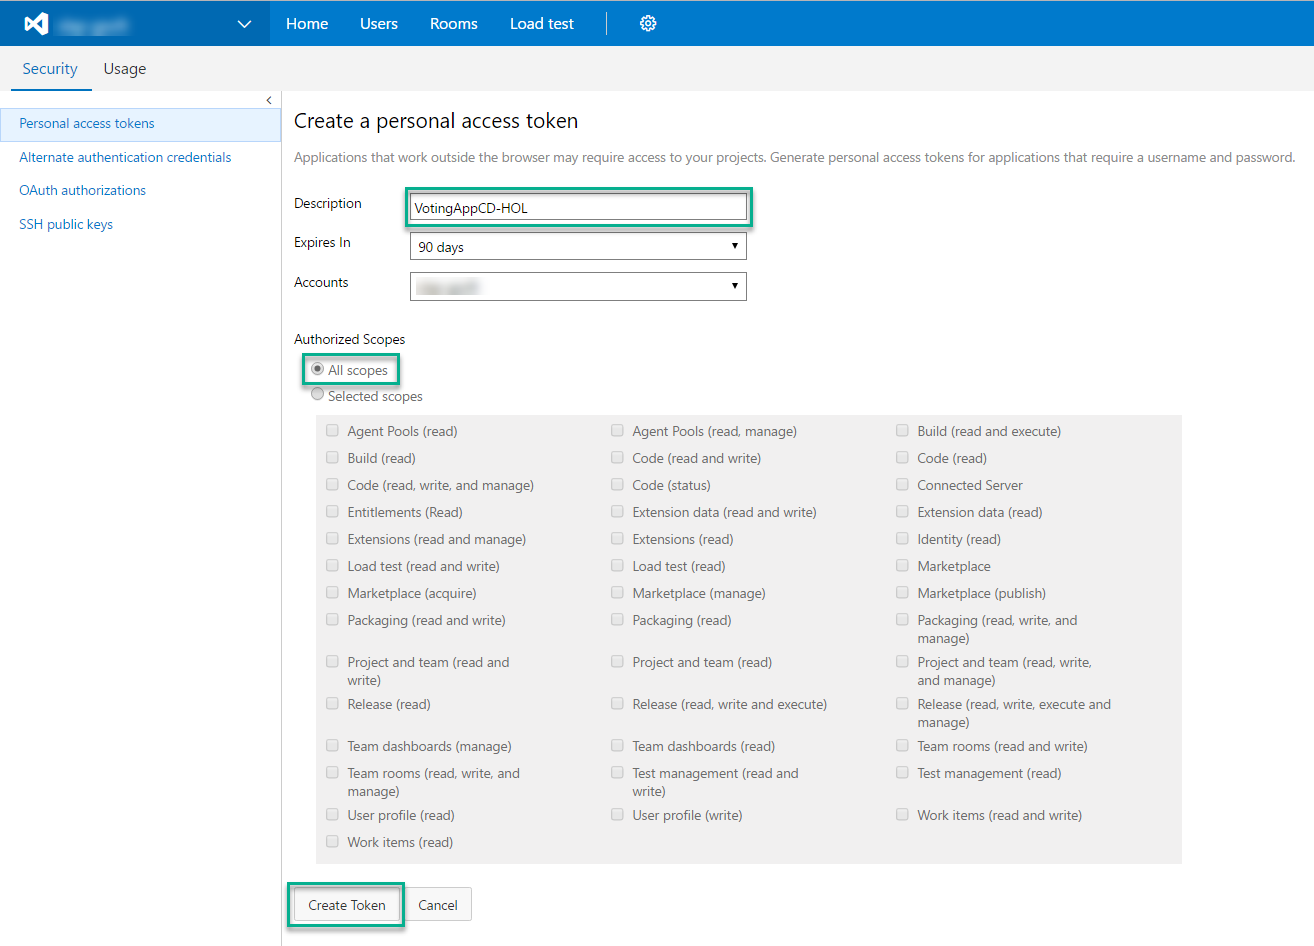 Home Users Rooms Load test
Security Usage
Personal access tokens
Alternate authentication credentials
OAuth authorizations
SSH public keys
Create a personal access token
Applications that work outside the browser may require access to your projects. Generate personal access tokens for applications that require a username and password.
Description VotingAppCD-HOL
Expires In 90 days
Accounts
Authorized Scopes
All scopes
Selected scopes
Agent Pools (read) Agent Pools (read, manage) Build (read and execute)
Build (read) Code (read and write) Code (read)
Code (read, write, and manage) Code (status) Connected Server
Entitlements (Read) Extension data (read and write) Extension data (read)
Extensions (read and manage) Extensions (read) Identity (read)
Load test (read and write) Load test (read) Marketplace
Marketplace (acquire) Marketplace (manage) Marketplace (publish)
Packaging (read and write) Packaging (read) Packaging (read, write, and
manage)
Project and team (read and Project and team (read) Project and team (read, write,
write) and manage)
Release (read) Release (read, write and execute) Release (read, write, execute and
manage)
Team dashboards (manage) Team dashboards (read) Team rooms (read and write)
Team rooms (read, write, and Test management (read and Test management (read)
manage) write)
User profile (read) User profile (write) Work items (read and write)
Work items (read)
Create Token Cancel